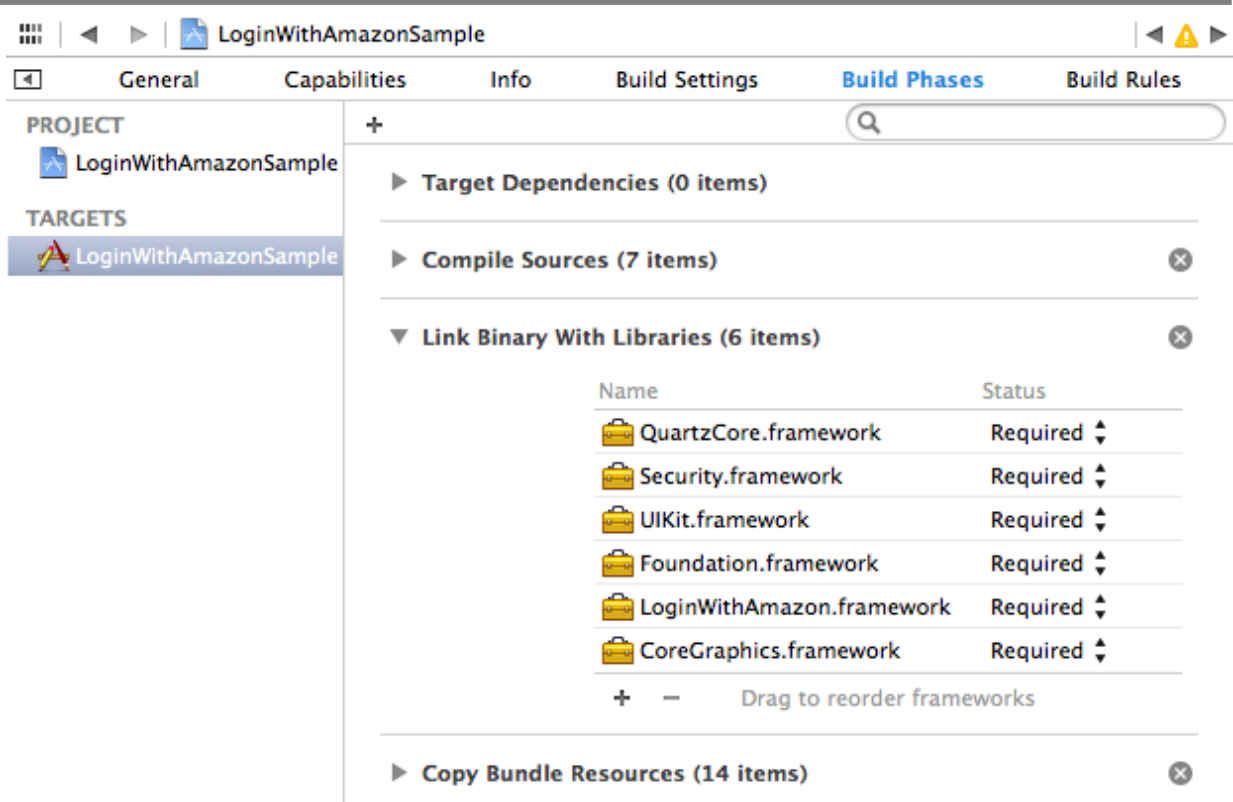 LoginWithAmazonSample
General Capabilities Info Build Settings Build Phases Build Rules
PROJECT
LoginWithAmazonSample
TARGETS
LoginWithAmazonSample
Target Dependencies (0 items)
Compile Sources (7 items)
Link Binary With Libraries (6 items)
Name Status
QuartzCore.framework Required
Security.framework Required
UIKit.framework Required
Foundation.framework Required
LoginWithAmazon.framework Required
CoreGraphics.framework Required
+ − Drag to reorder frameworks
Copy Bundle Resources (14 items)